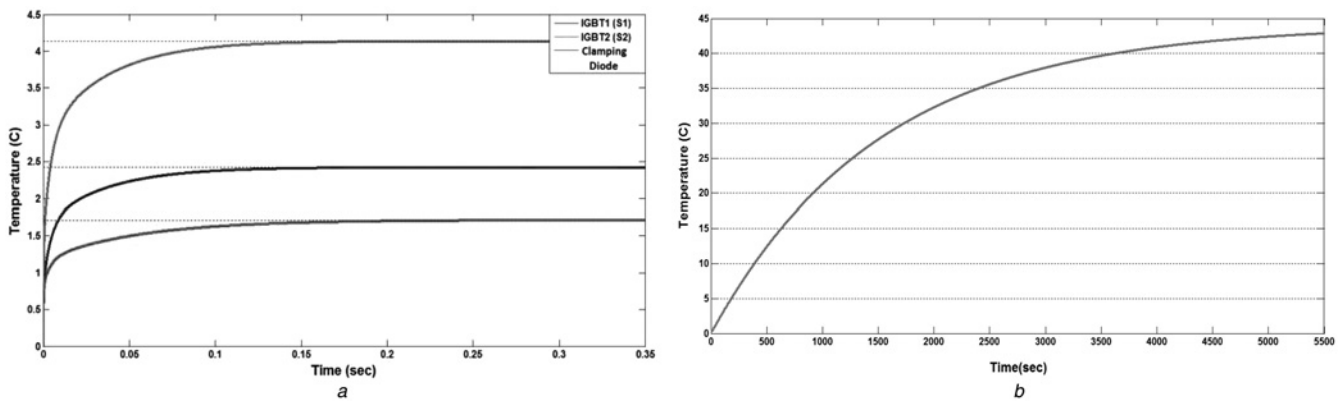 4.5
4
3.5
3
2.5
2
1.5
1
0.5
0
Temperature (C)
IGBT1 (S1)
IGBT2 (S2)
Clamping
Diode
0 0.05 0.1 0.15 0.2 0.25 0.3 0.35
Time (sec)
a
45
40
35
30
25
20
15
10
5
0
Temperature (C)
0 500 1000 1500 2000 2500 3000 3500 4000 4500 5000 5500
Time(sec)
b